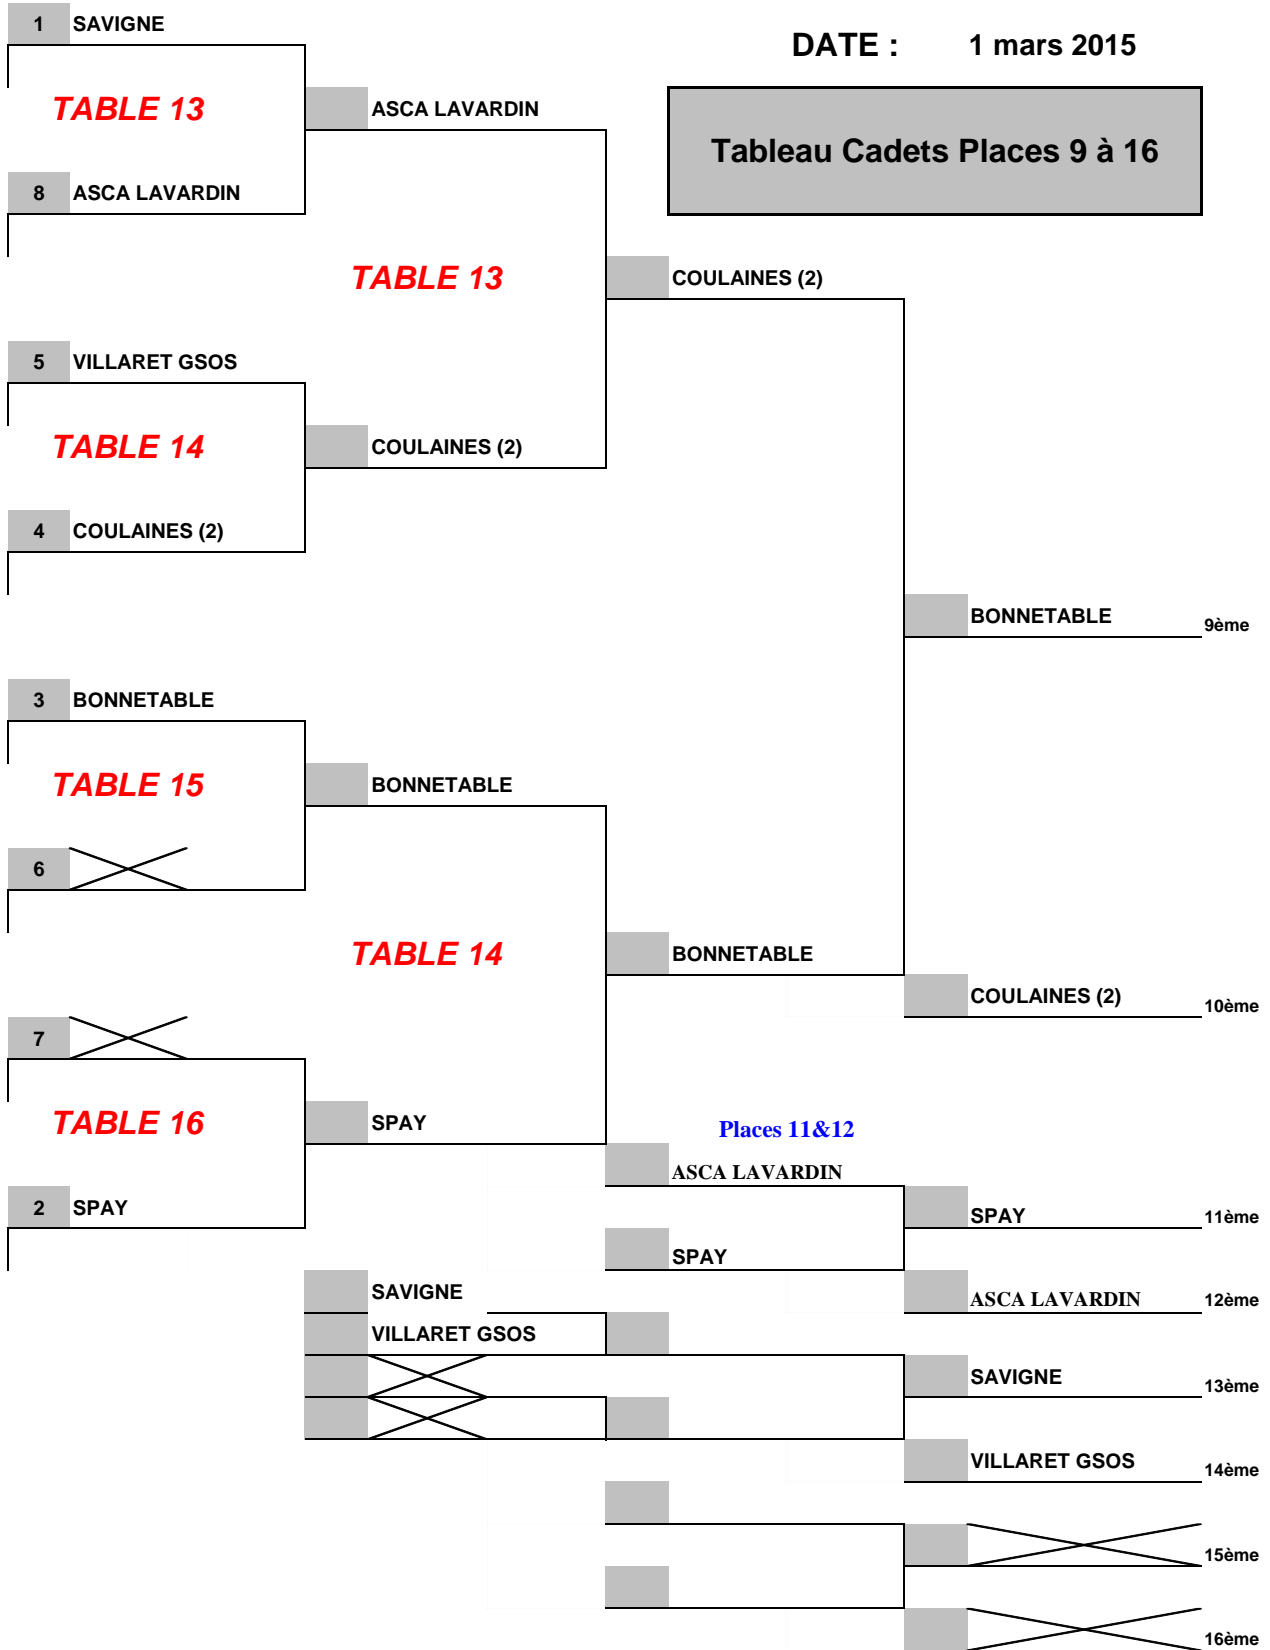 1 SAVIGNE
DATE : 1 mars 2015
TABLE 13
ASCA LAVARDIN
Tableau Cadets Places 9 à 16
8 ASCA LAVARDIN
TABLE 13
COULAINES (2)
5 VILLARET GSOS
TABLE 14
COULAINES (2)
4 COULAINES (2)
BONNETABLE 9ème
3 BONNETABLE
TABLE 15
BONNETABLE
6
TABLE 14
BONNETABLE
COULAINES (2) 10ème
7
TABLE 16
SPAY
Places 11&12
ASCA LAVARDIN
2 SPAY
SPAY 11ème
SPAY
SAVIGNE
ASCA LAVARDIN 12ème
VILLARET GSOS
SAVIGNE 13ème
VILLARET GSOS 14ème
15ème
16ème